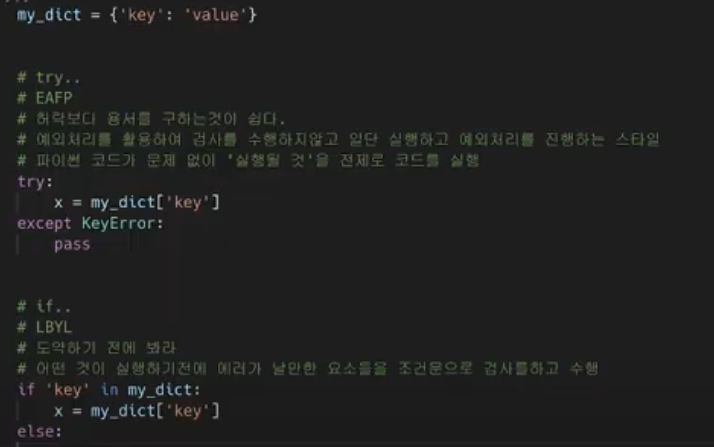 my_dict = {'key': 'value'}
# try..
# EAFP
# 허락보다 용서를 구하는것이 쉽다.
# 예외처리를 활용하여 검사를 수행하지않고 일단 실행하고 예외처리를 진행하는 스타일
# 파이썬 코드가 문제 없이 '실행될 것'을 전제로 코드를 실행
try:
    x = my_dict['key']
except KeyError:
    pass
# if..
# LBYL
# 도약하기 전에 봐라
# 어떤 것이 실행하기전에 에러가 날만한 요소들을 조건문으로 검사를하고 수행
if 'key' in my_dict:
    x = my_dict['key']
else: